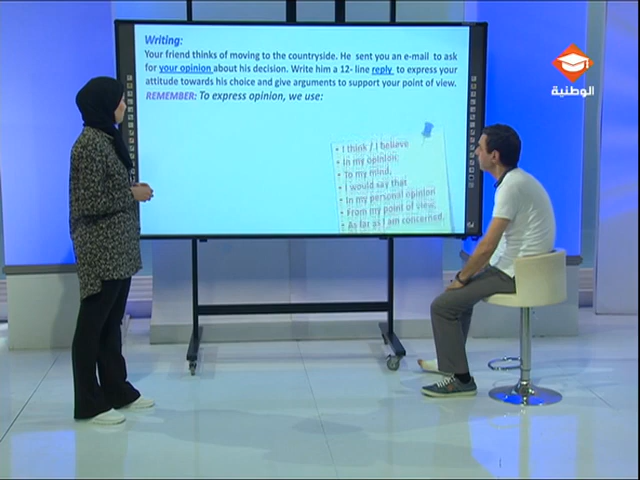 Writing:
Your friend thinks of moving to the countryside. He sent you an e-mail to ask
for your opinion about his decision. Write him a 12- line reply to express your
attitude towards his choice and give arguments to support your point of view.
REMEMBER: To express opinion, we use:
• I think / I believe
• In my opinion,
• To my mind,
• I would say that
• In my personal opinion
• From my point of view,
• As far as I am concerned,
الوطنية